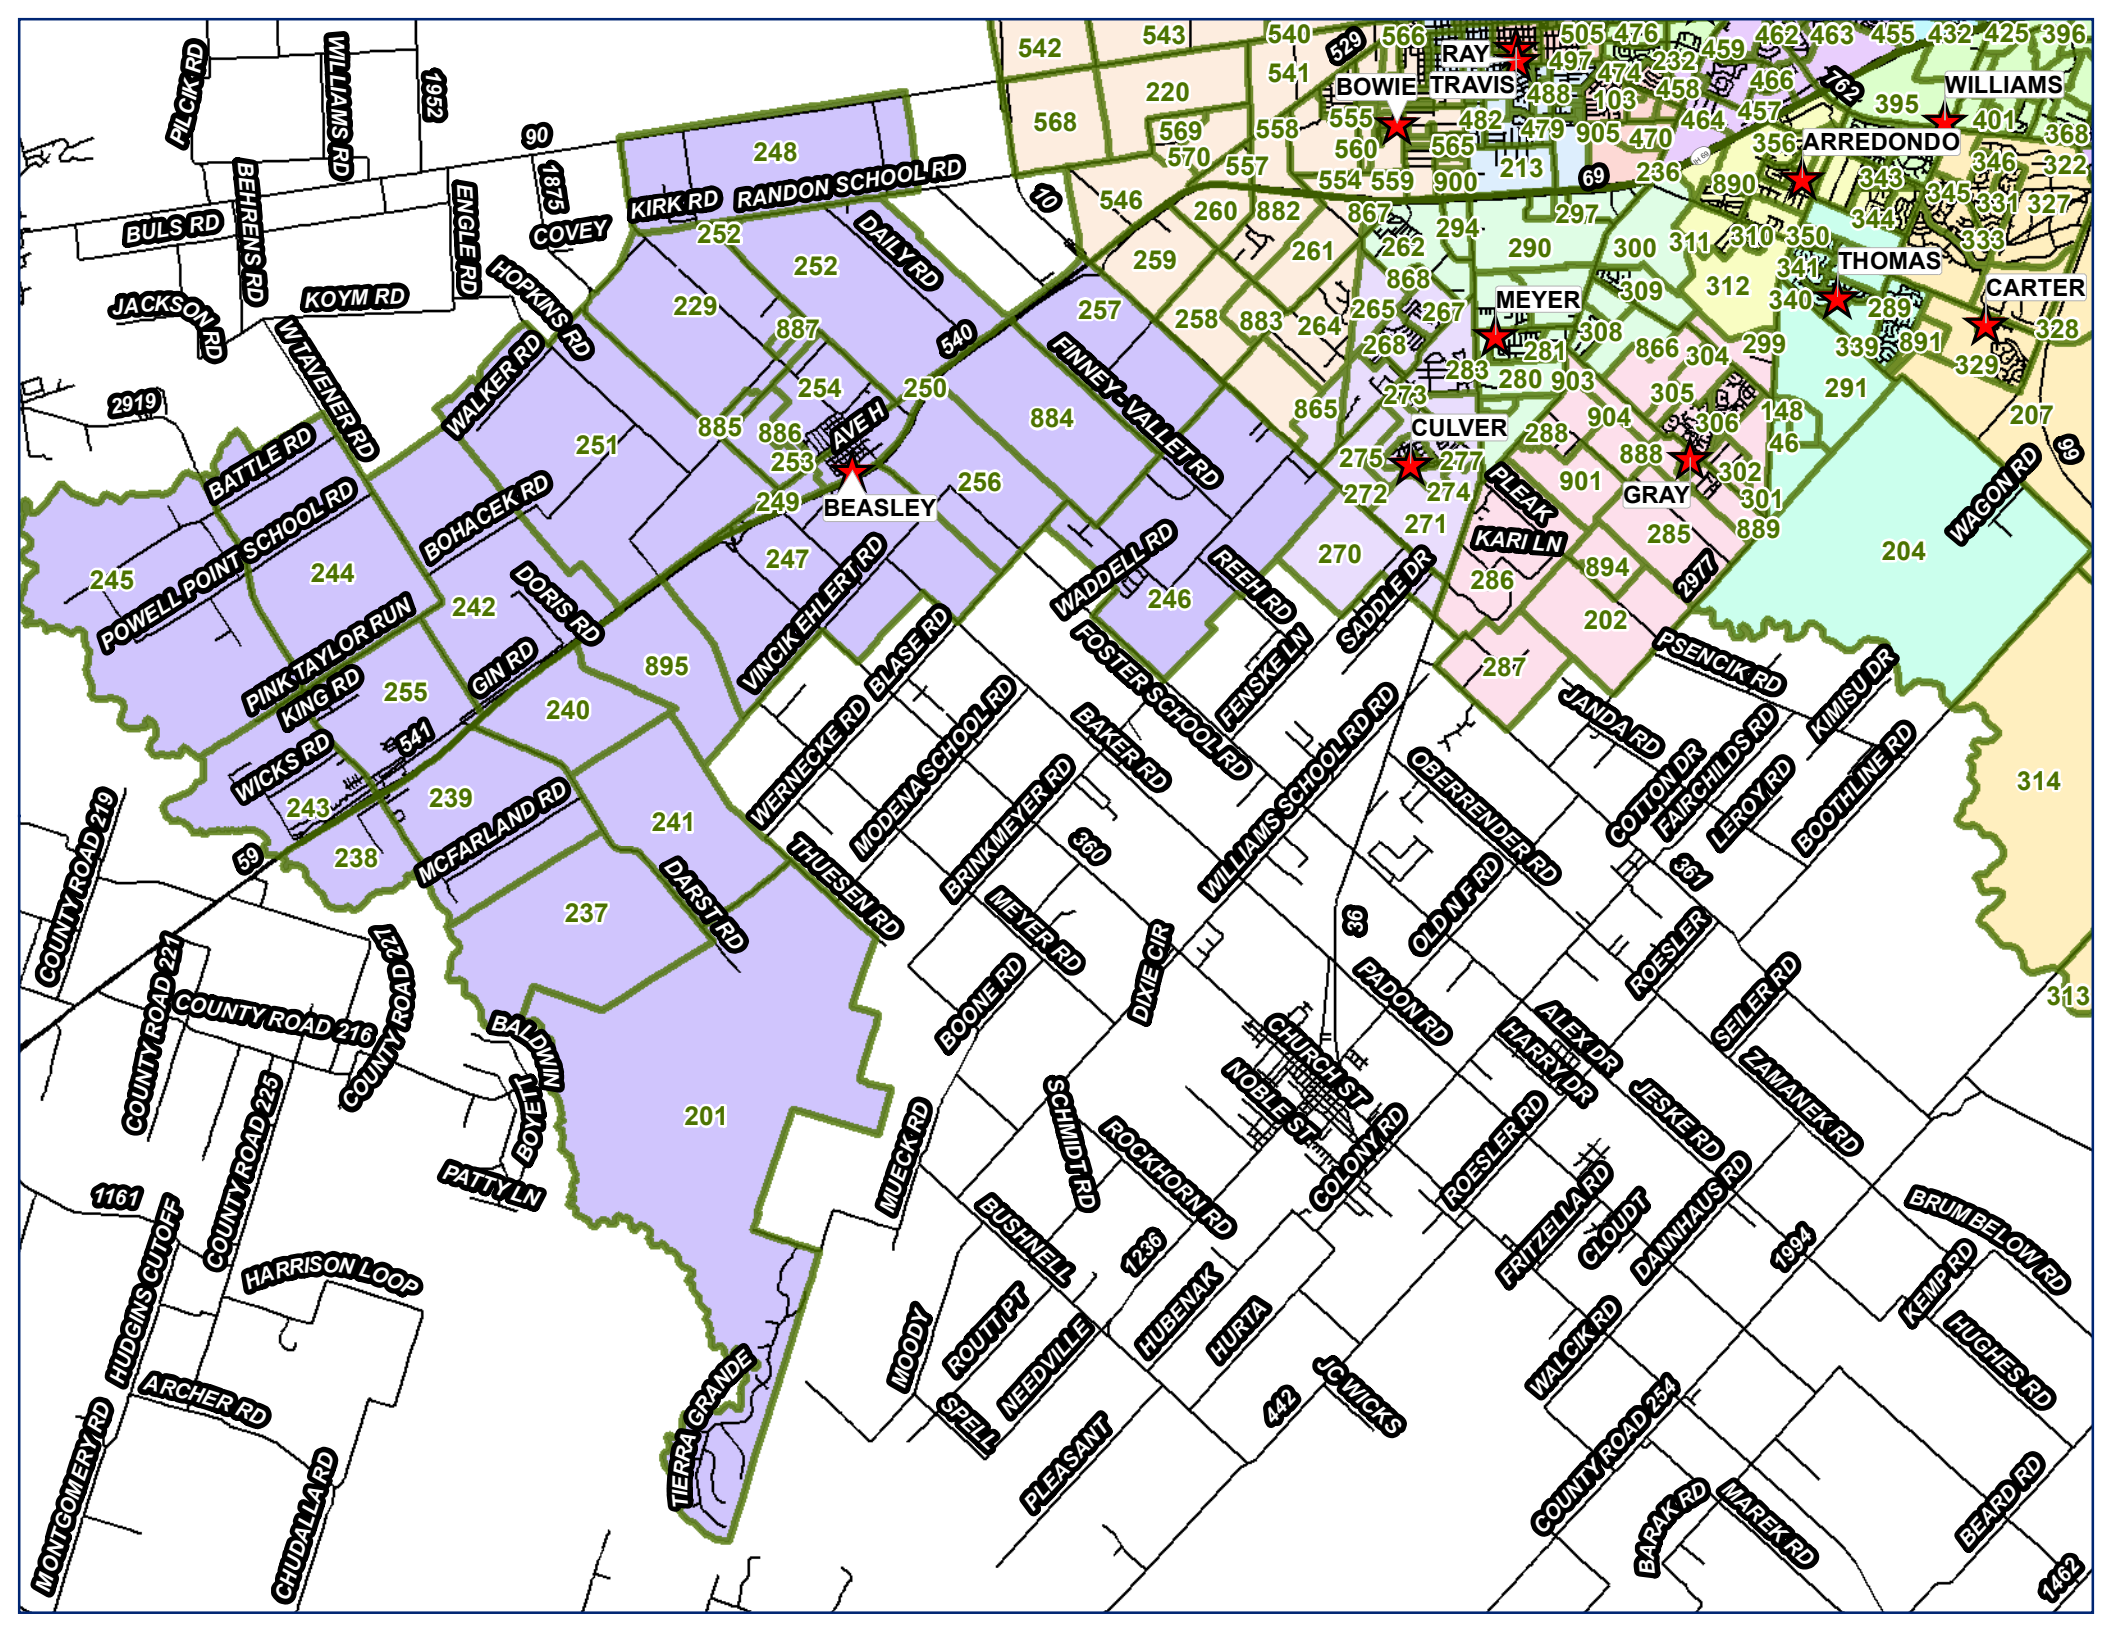 542
543
540
566
RAY
505
476
462
463
455
432
425
396
529
541
497
459
232
PILCIK RD
WILLIAMS RD
1952
220
BOWIE
TRAVIS
488
474
103
458
466
762
WILLIAMS
395
457
401
568
569
570
558
555
560
482
565
479
905
470
464
356
ARREDONDO
368
90
248
557
554
559
900
213
69
236
890
343
346
322
BEHRENS RD
ENGLE RD
1875
KIRK RD
RANDON SCHOOL RD
10
546
260
882
867
294
297
345
331
327
BULS RD
COVEY
252
252
DAILY RD
259
261
262
290
300
311
310
350
344
333
JACKSON RD
KOYM RD
HOPKINS RD
229
257
868
309
312
341
THOMAS
W TAVENER RD
887
540
258
883
264
265
267
MEYER
308
340
289
CARTER
328
2919
WALKER RD
254
250
FINNEY - VALLET RD
268
281
866
304
299
339
891
329
283
280
903
291
BATTLE RD
251
885
886
AVE H
884
865
273
305
904
306
148
46
207
99
POWELL POINT SCHOOL RD
253
BEASLEY
256
CULVER
288
888
302
301
WAGON RD
BOHACEK RD
249
275
277
272
274
PLEAK
901
GRAY
889
245
244
247
VINCIK EHLERT RD
WADDELL RD
REEH RD
270
271
KARI LN
285
204
PINK TAYLOR RUN
242
DORIS RD
246
SADDLE DR
286
894
2977
KING RD
255
GIN RD
895
BLASE RD
FOSTER SCHOOL RD
FENSKE LN
202
287
PSENCIK RD
KIMISU DR
WICKS RD
541
240
WERNECKE RD
MODENA SCHOOL RD
BAKER RD
JANDA RD
COTTON DR
FAIRCHILDS RD
LEROY RD
BOOTHLINE RD
314
243
239
MCFARLAND RD
241
BRINKMEYER RD
360
WILLIAMS SCHOOL RD RD
OBERRENDER RD
COUNTY ROAD 219
59
238
THUESEN RD
MEYER RD
361
237
DARST RD
36
OLD N F RD
ROESLER
COUNTY ROAD 221
COUNTY ROAD 227
BOONE RD
DIXIE CIR
PADON RD
SEILER RD
313
COUNTY ROAD 216
BALDWIN
CHURCH ST
HARRY DR
ALEX DR
COUNTY ROAD 225
BOYETT
201
MUECK RD
SCHMIDT RD
NOBLE ST
ROCKHORN RD
COLONY RD
ROESLER RD
JESKE RD
ZAMANEK RD
1161
PATTY LN
FRITZELLA RD
CLOUDT
DANNHAUS RD
1994
BRUMBELOW RD
HUDGINS CUTOFF
HARRISON LOOP
BUSHNELL
1236
HUBENAK
HURTA
KEMP RD
HUGHES RD
MOODY
ROUTT PT
NEEDVILLE
WALCIK RD
ARCHER RD
TIERRA GRANDE
SPELL
PLEASANT
442
JC WICKS
COUNTY ROAD 254
MONTGOMERY RD
CHUDALLA RD
BARAK RD
MAREK RD
BEARD RD
1462